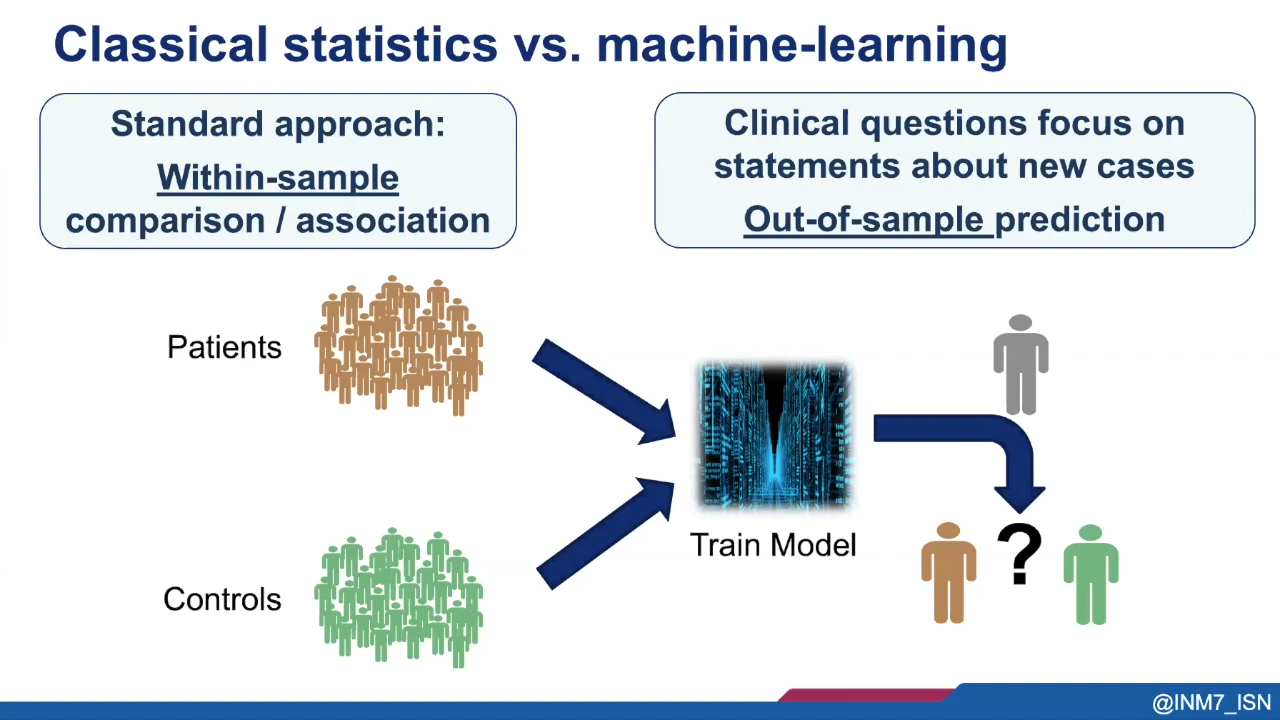 Classical statistics vs. machine-learning
Standard approach:
Within-sample
comparison / association
Clinical questions focus on
statements about new cases
Out-of-sample prediction
Patients
Controls
Train Model
?
@INM7_ISN